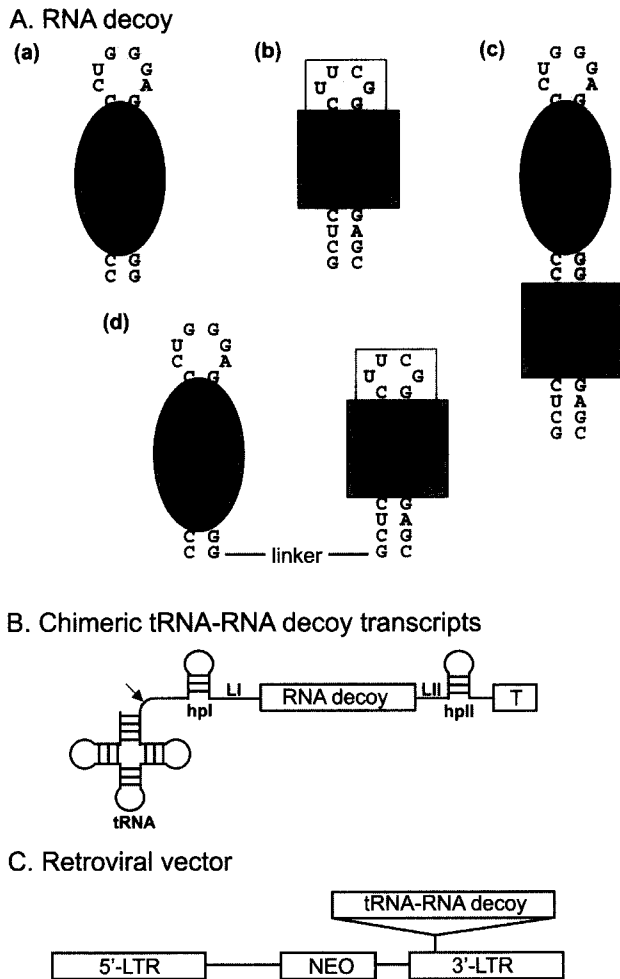 A. RNA decoy
(a)
(b)
(c)
G G
U G
C A
C G
U C
U G
C G
G G
U G
C A
C G
C G
U A
C G
G C
C G
C G
C G
C G
(d)
G G
U G
C A
C G
U C
U G
C G
C G
U A
C G
G C
C G
U A
C G
G C
C G
C G
linker
B. Chimeric tRNA-RNA decoy transcripts
hpI
LI
RNA decoy
LII
hpII
T
tRNA
C. Retroviral vector
tRNA-RNA decoy
5'-LTR
NEO
3'-LTR